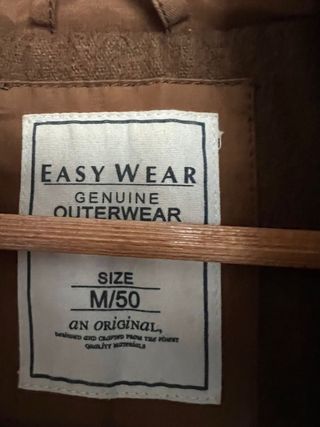 EASY WEAR
GENUINE
OUTERWEAR
SIZE
M/50
AN ORIGINAL,
DESIGNED AND CRAFTED FROM THE FINEST
QUALITY MATERIALS